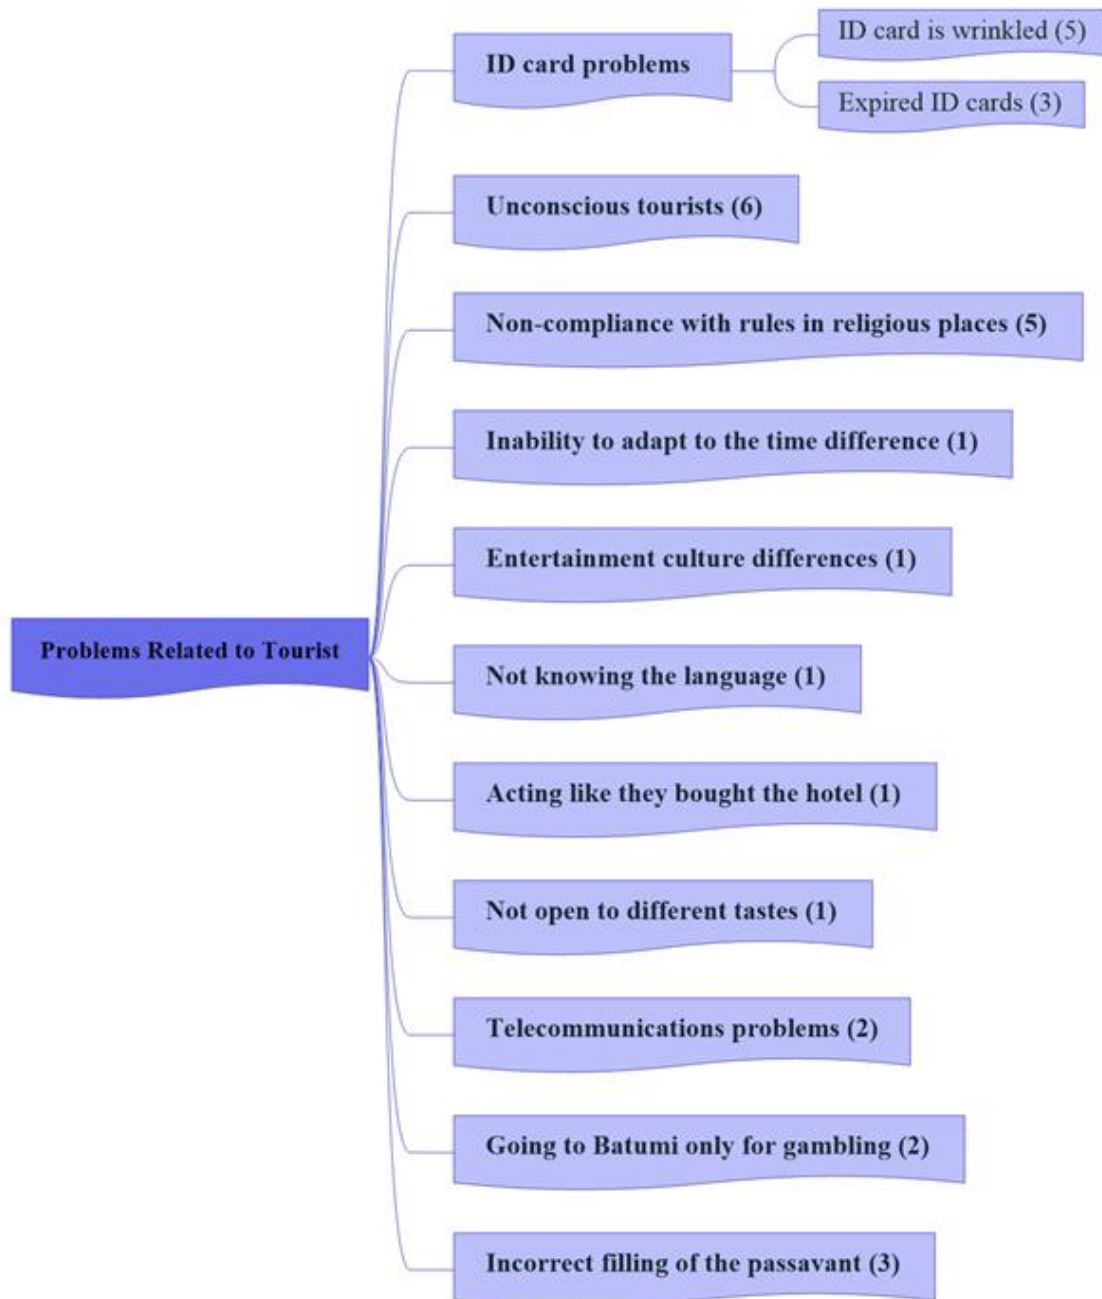 ID card problems
ID card is wrinkled (5)
Expired ID cards (3)
Unconscious tourists (6)
Non-compliance with rules in religious places (5)
Inability to adapt to the time difference (1)
Entertainment culture differences (1)
Problems Related to Tourist
Not knowing the language (1)
Acting like they bought the hotel (1)
Not open to different tastes (1)
Telecommunications problems (2)
Going to Batumi only for gambling (2)
Incorrect filling of the passavant (3)